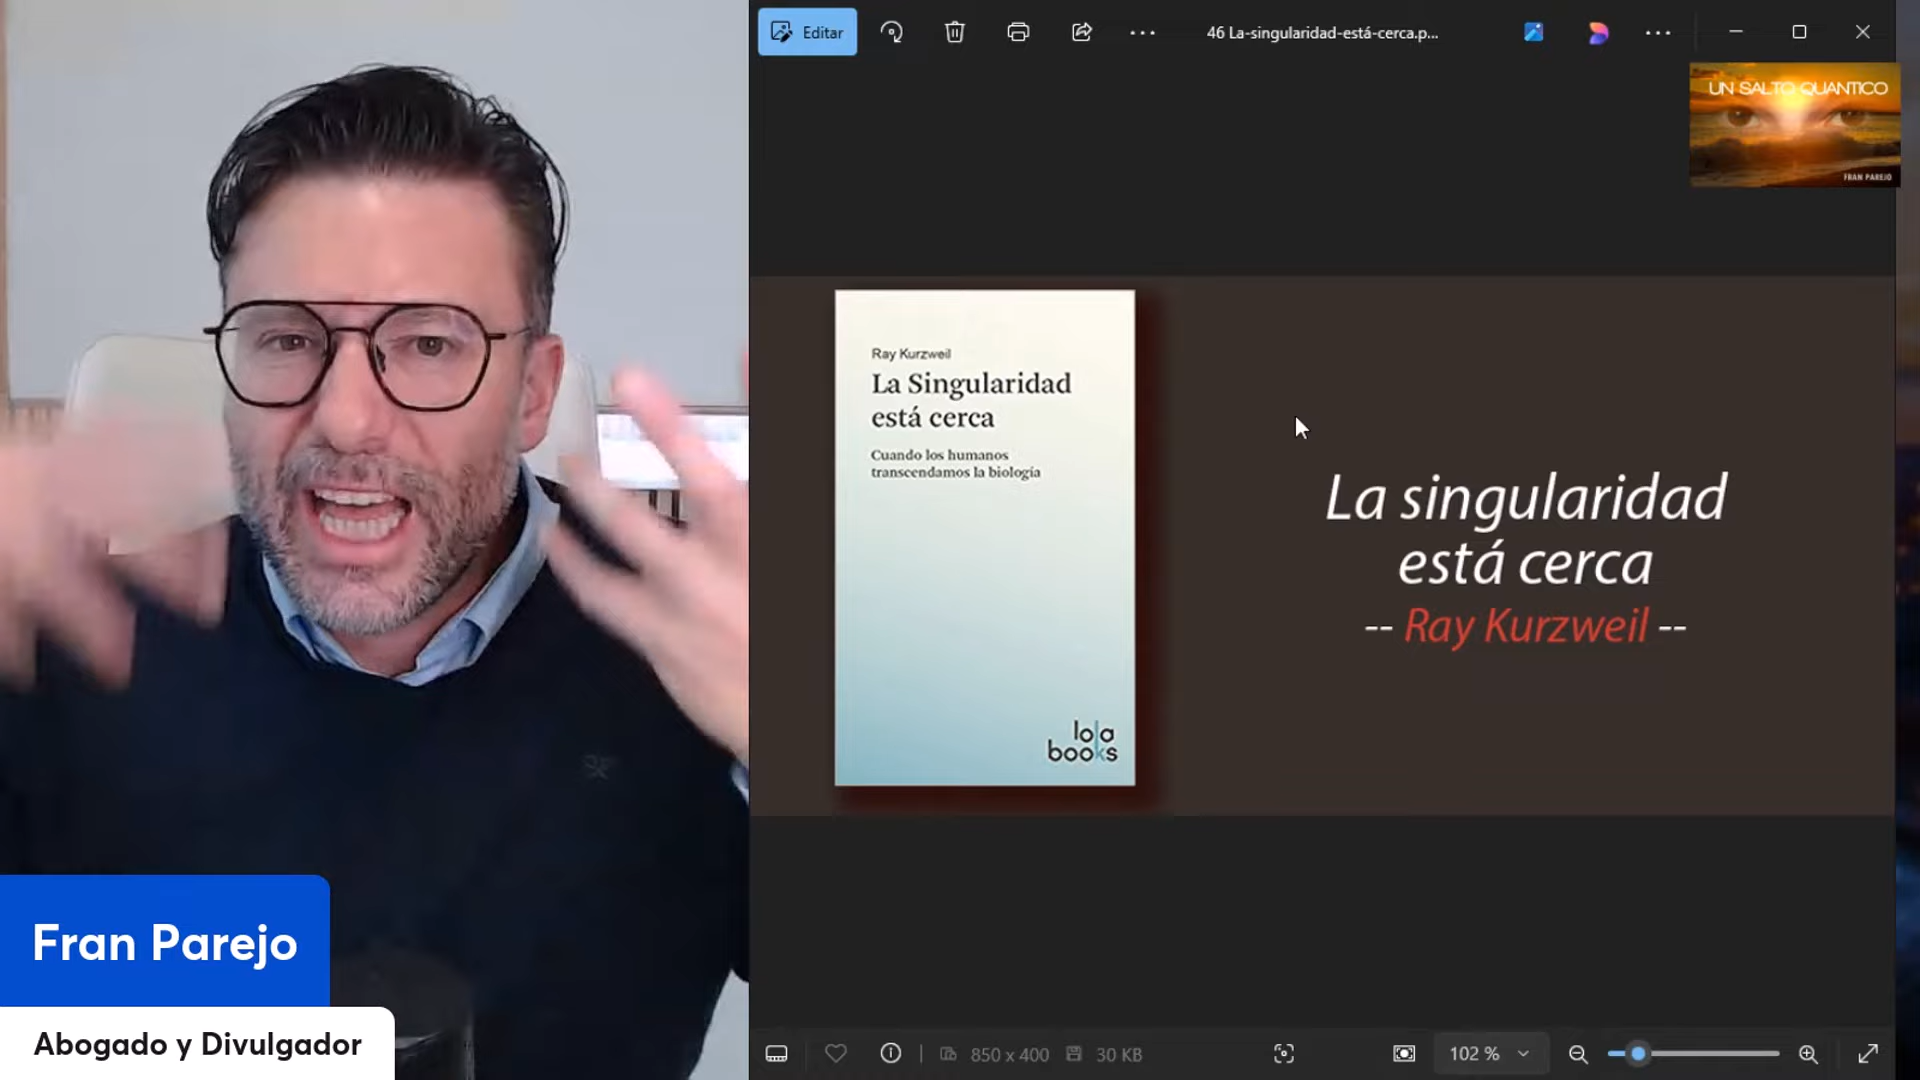 Editar
46 La-singularidad-está-cerca.p...
UN SALTO QUANTICO
FRAN PAREJO
Ray Kurzweil
La Singularidad
está cerca
Cuando los humanos
transcendamos la biología
lola
books
La singularidad
está cerca
-- Ray Kurzweil --
Fran Parejo
Abogado y Divulgador
850 x 400
30 KB
102 %